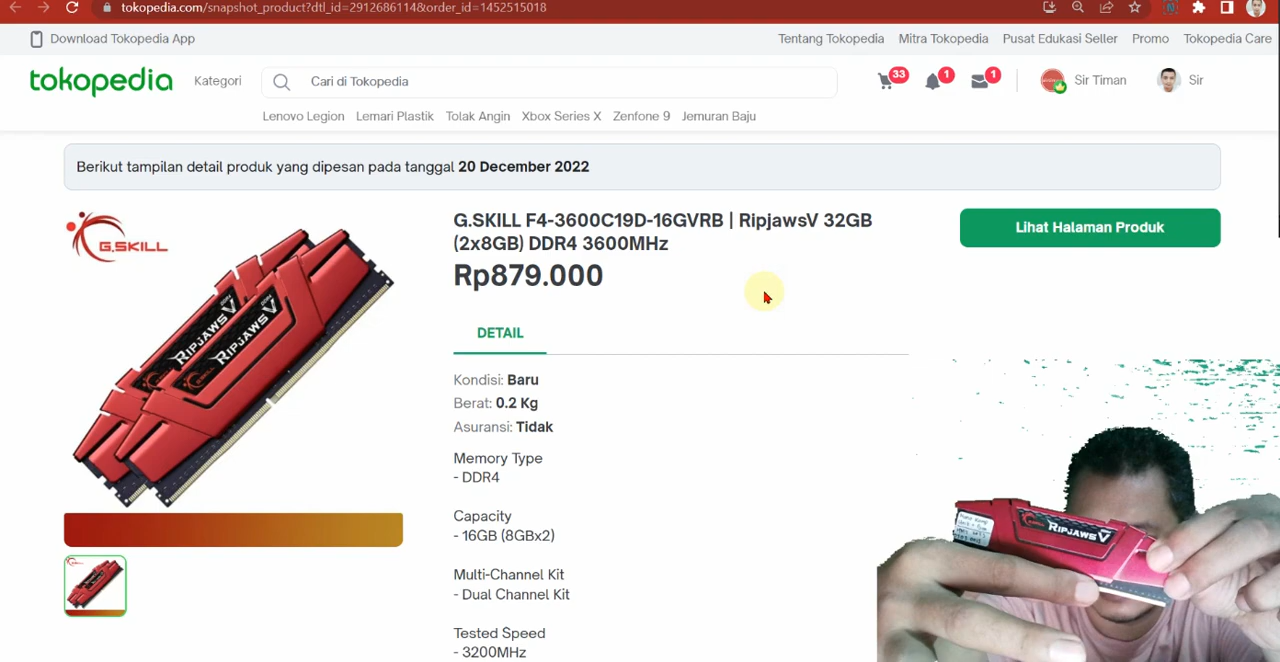 tokopedia.com/snapshot_product?dtl_id=2912686114&order_id=1452515018
Download Tokopedia App
Tentang Tokopedia Mitra Tokopedia Pusat Edukasi Seller Promo Tokopedia Care
tokopedia Kategori Cari di Tokopedia 33 1 1 Sir Timan Sir
Lenovo Legion Lemari Plastik Tolak Angin Xbox Series X Zenfone 9 Jemuran Baju
Berikut tampilan detail produk yang dipesan pada tanggal 20 December 2022
G.SKILL
RIPJAWS V
RIPJAWS V
G.SKILL F4-3600C19D-16GVRB | RipjawsV 32GB
(2x8GB) DDR4 3600MHz
Rp879.000
Lihat Halaman Produk
DETAIL
Kondisi: Baru
Berat: 0.2 Kg
Asuransi: Tidak
Memory Type
- DDR4
Capacity
- 16GB (8GBx2)
Multi-Channel Kit
- Dual Channel Kit
Tested Speed
- 3200MHz
RIPJAWS V